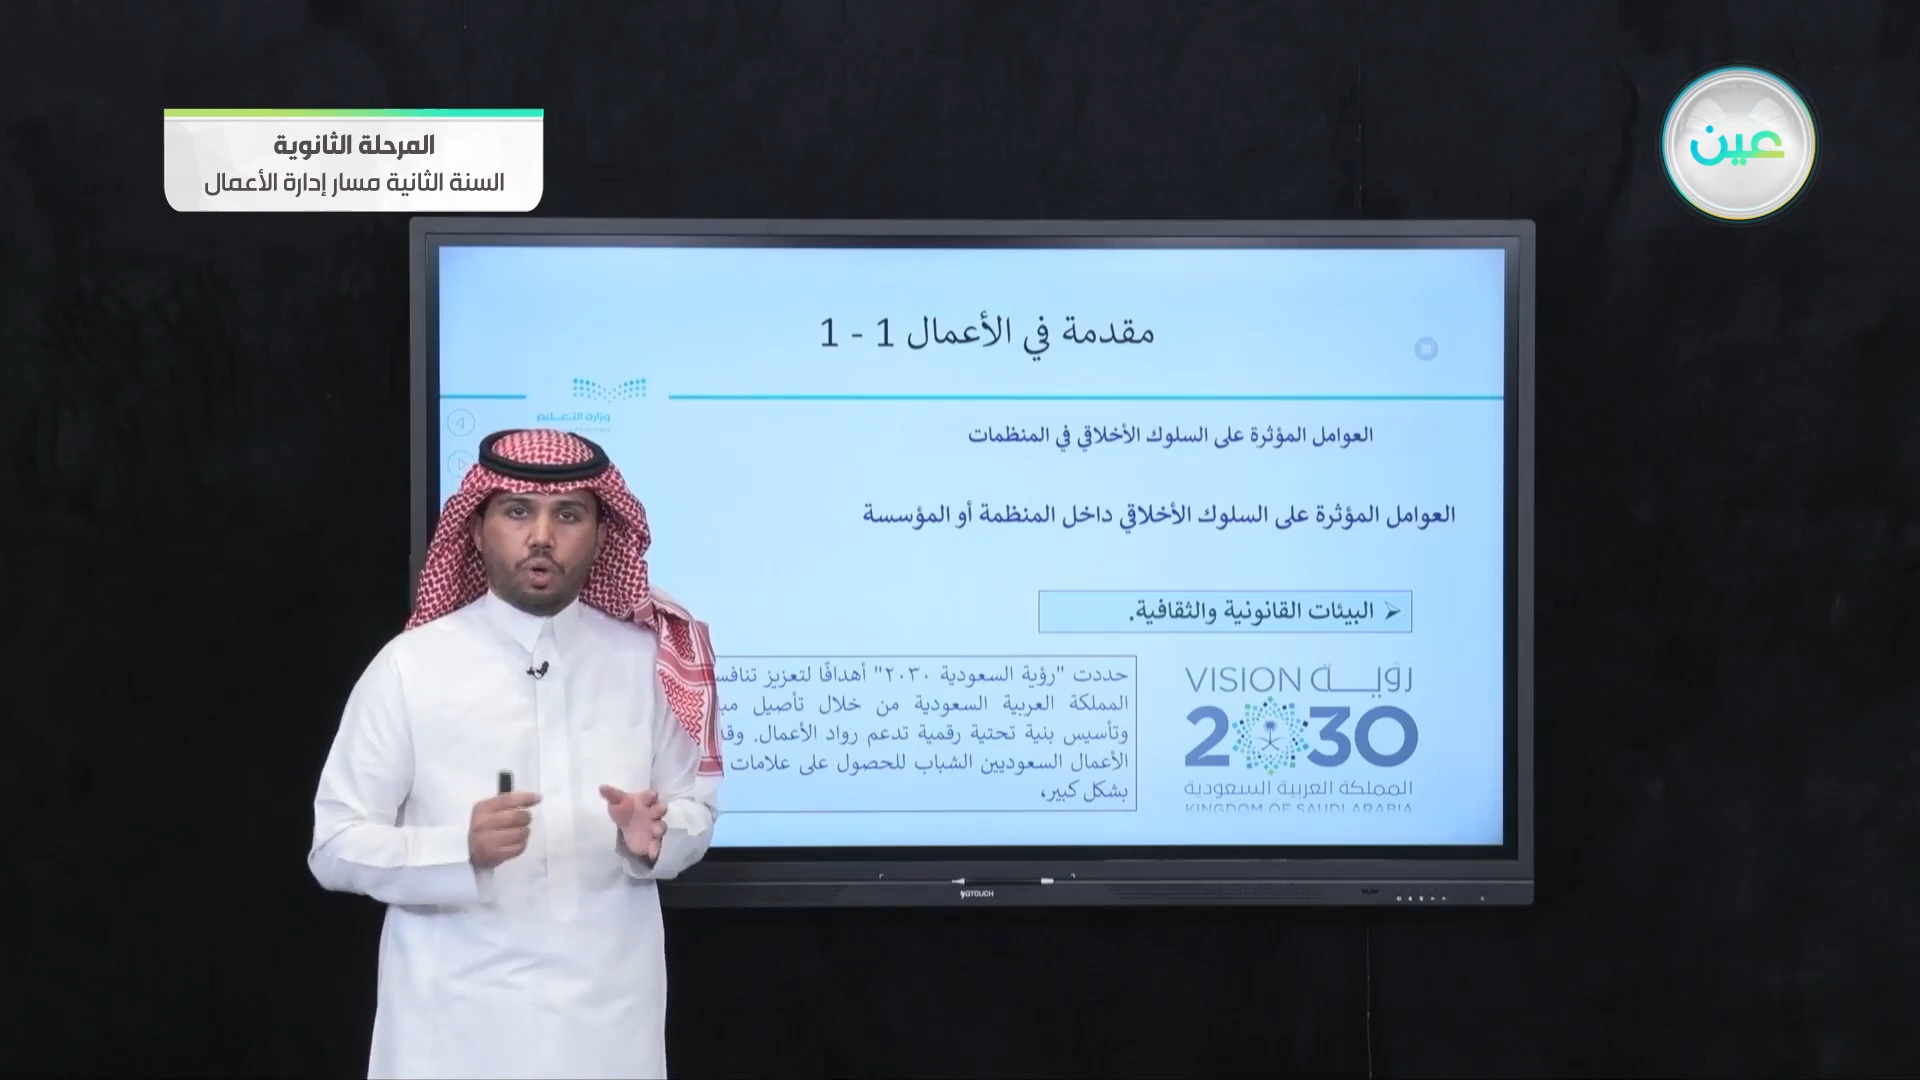 المرحلة الثانوية
السنة الثانية مسار إدارة الأعمال
عين
مقدمة في الأعمال 1 - 1
وزارة التعليم
العوامل المؤثرة على السلوك الأخلاقي في المنظمات
العوامل المؤثرة على السلوك الأخلاقي داخل المنظمة أو المؤسسة
البيئات القانونية والثقافية.
حددت "رؤية السعودية ٢٠٣٠" أهدافًا لتعزيز
المملكة العربية السعودية من خلال تأصيل
وتأسيس بنية تحتية رقمية تدعم رواد الأعمال.
الأعمال السعوديين الشباب للحصول على علامات
بشكل كبير،
VISION رؤيـــة
2030
المملكة العربية السعودية
KINGDOM OF SAUDI ARABIA